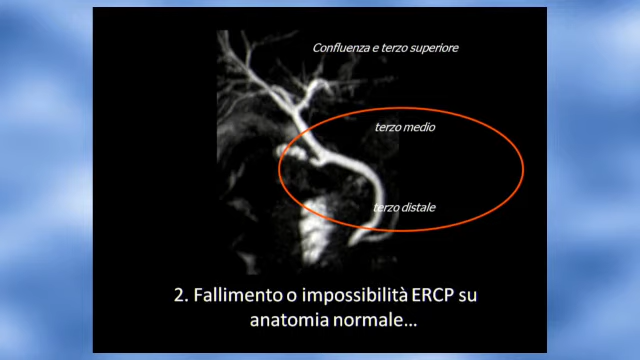 Confluenza e terzo superiore
terzo medio
terzo distale
2. Fallimento o impossibilità ERCP su
anatomia normale…